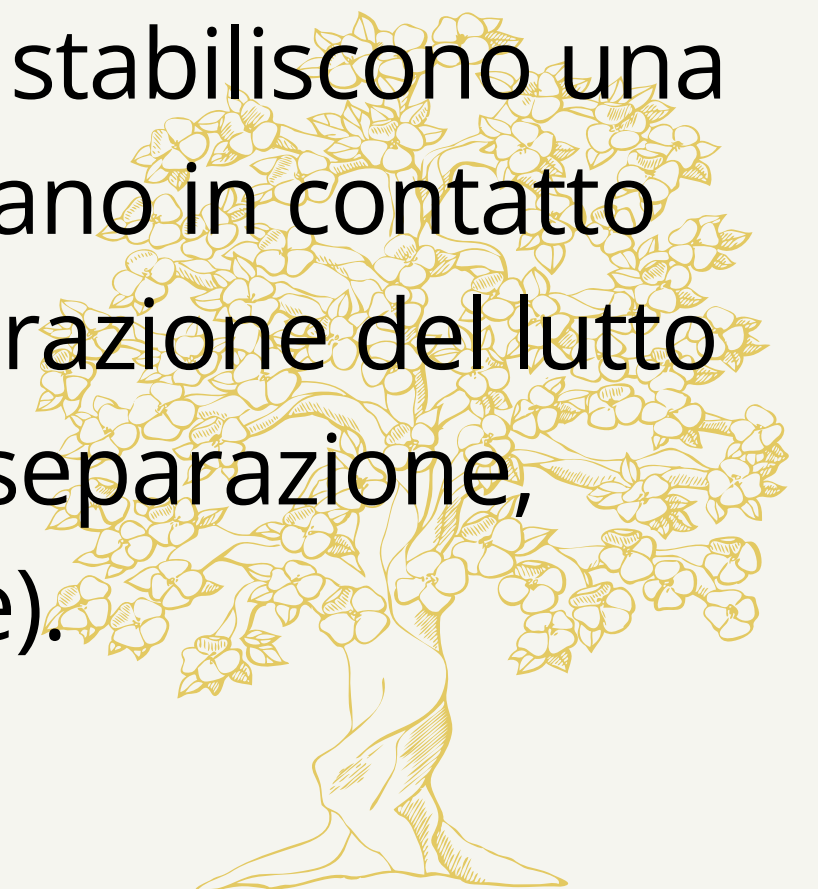 stabiliscono una
ano in contatto
razione del lutto
separazione,
e).